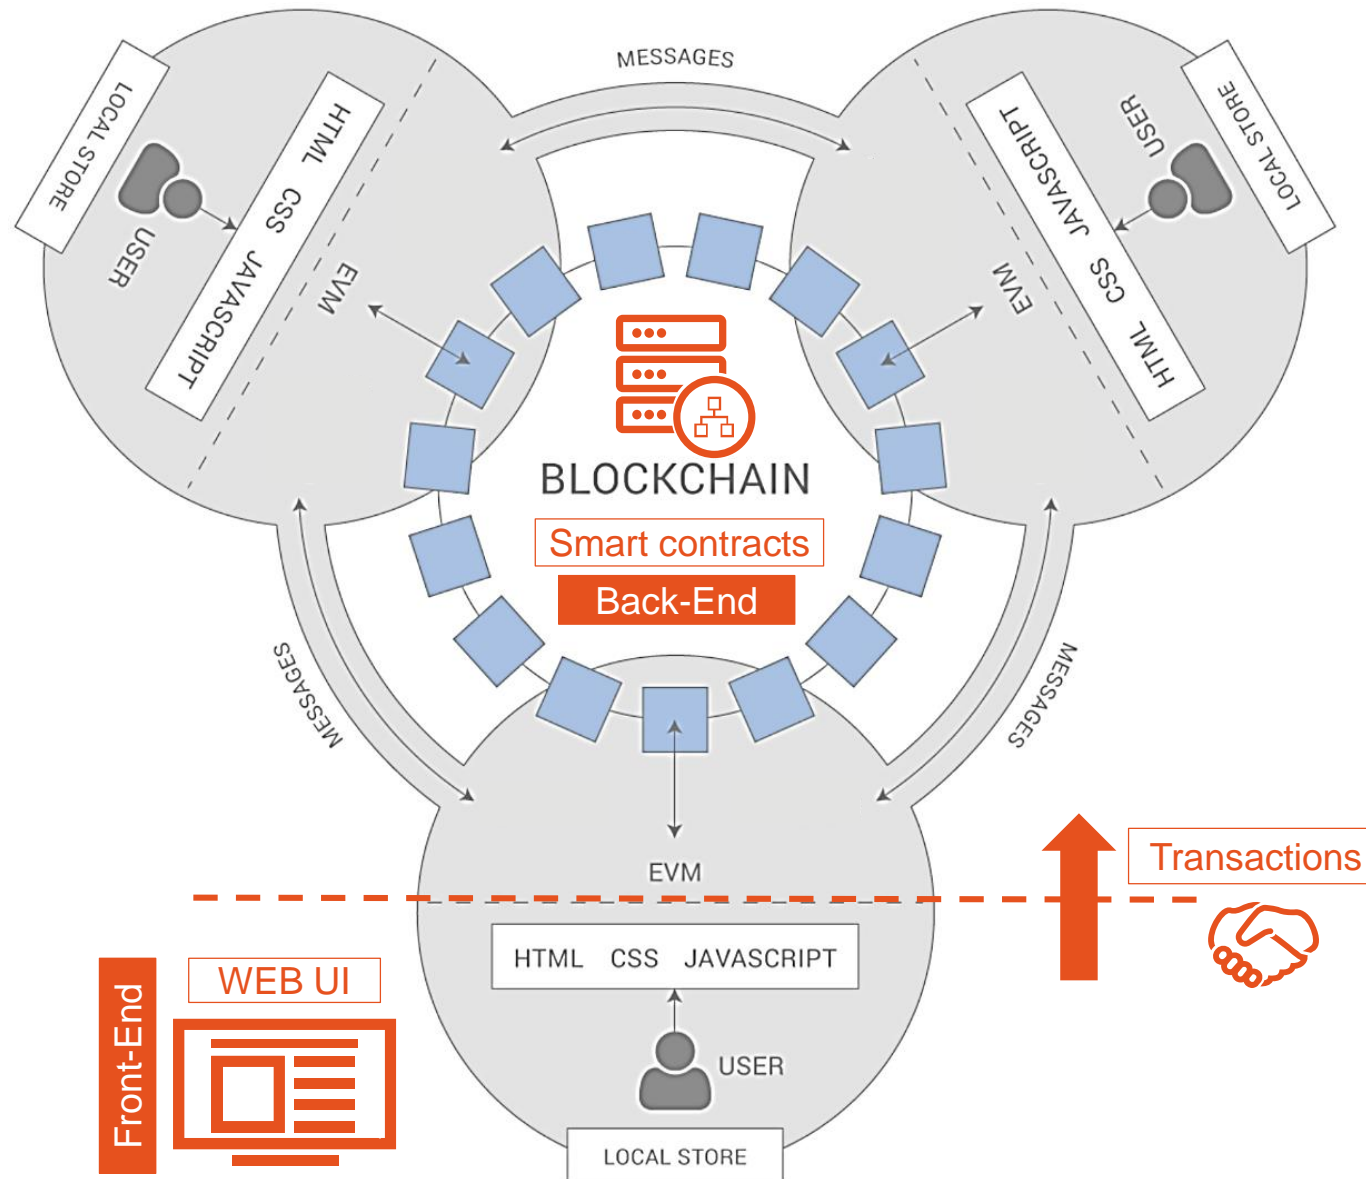 MESSAGES
LOCAL STORE
USER
HTML CSS JAVASCRIPT
EVM
LOCAL STORE
USER
HTML CSS JAVASCRIPT
EVM
BLOCKCHAIN
Smart contracts
Back-End
MESSAGES
MESSAGES
EVM
Transactions
HTML CSS JAVASCRIPT
WEB UI
Front-End
USER
LOCAL STORE